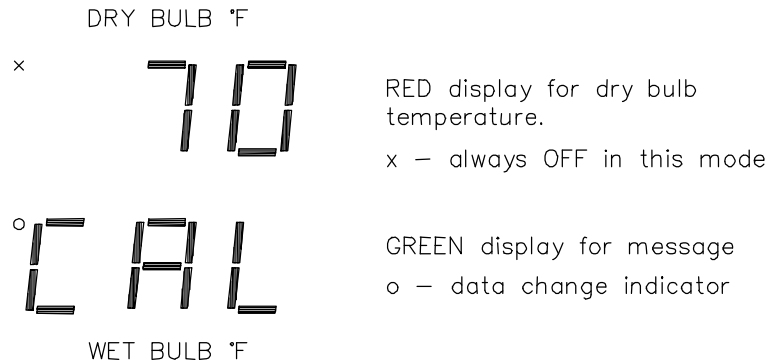 DRY BULB °F
x
70
RED display for dry bulb
temperature.
x – always OFF in this mode
o
CAL
GREEN display for message
o – data change indicator
WET BULB °F